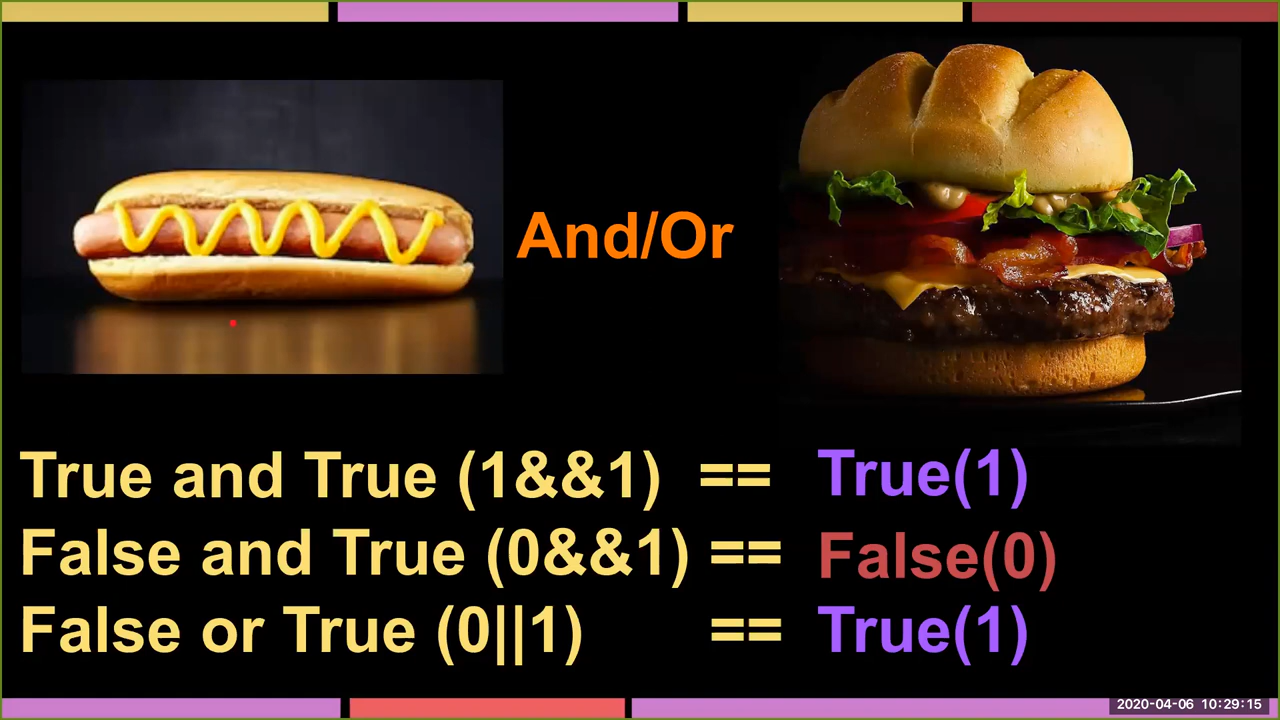 And/Or
True and True (1&&1) == True(1)
False and True (0&&1) == False(0)
False or True (0||1) == True(1)
2020-04-06 10:29:15